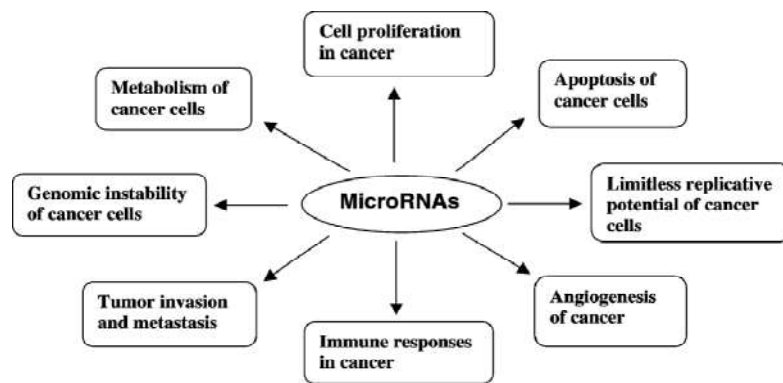 Cell proliferation
in cancer
Metabolism of
cancer cells
Apoptosis of
cancer cells
Genomic instability
of cancer cells
MicroRNAs
Limitless replicative
potential of cancer
cells
Tumor invasion
and metastasis
Angiogenesis
of cancer
Immune responses
in cancer